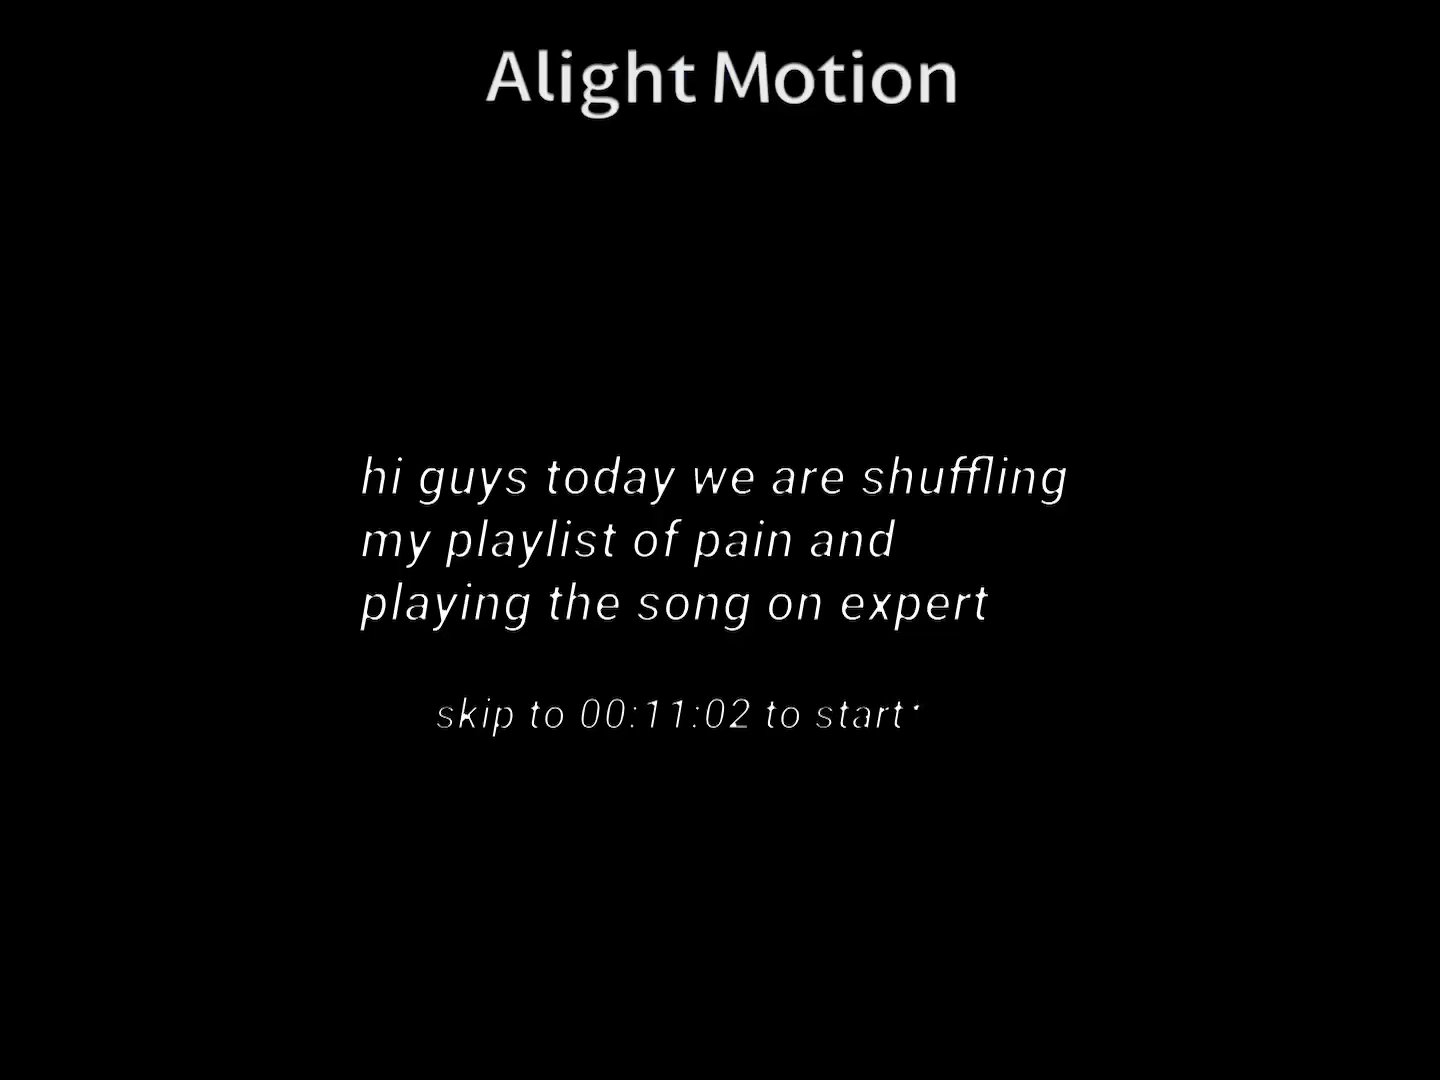 Alight Motion
hi guys today we are shuffling
my playlist of pain and
playing the song on expert
skip to 00:11:02 to start